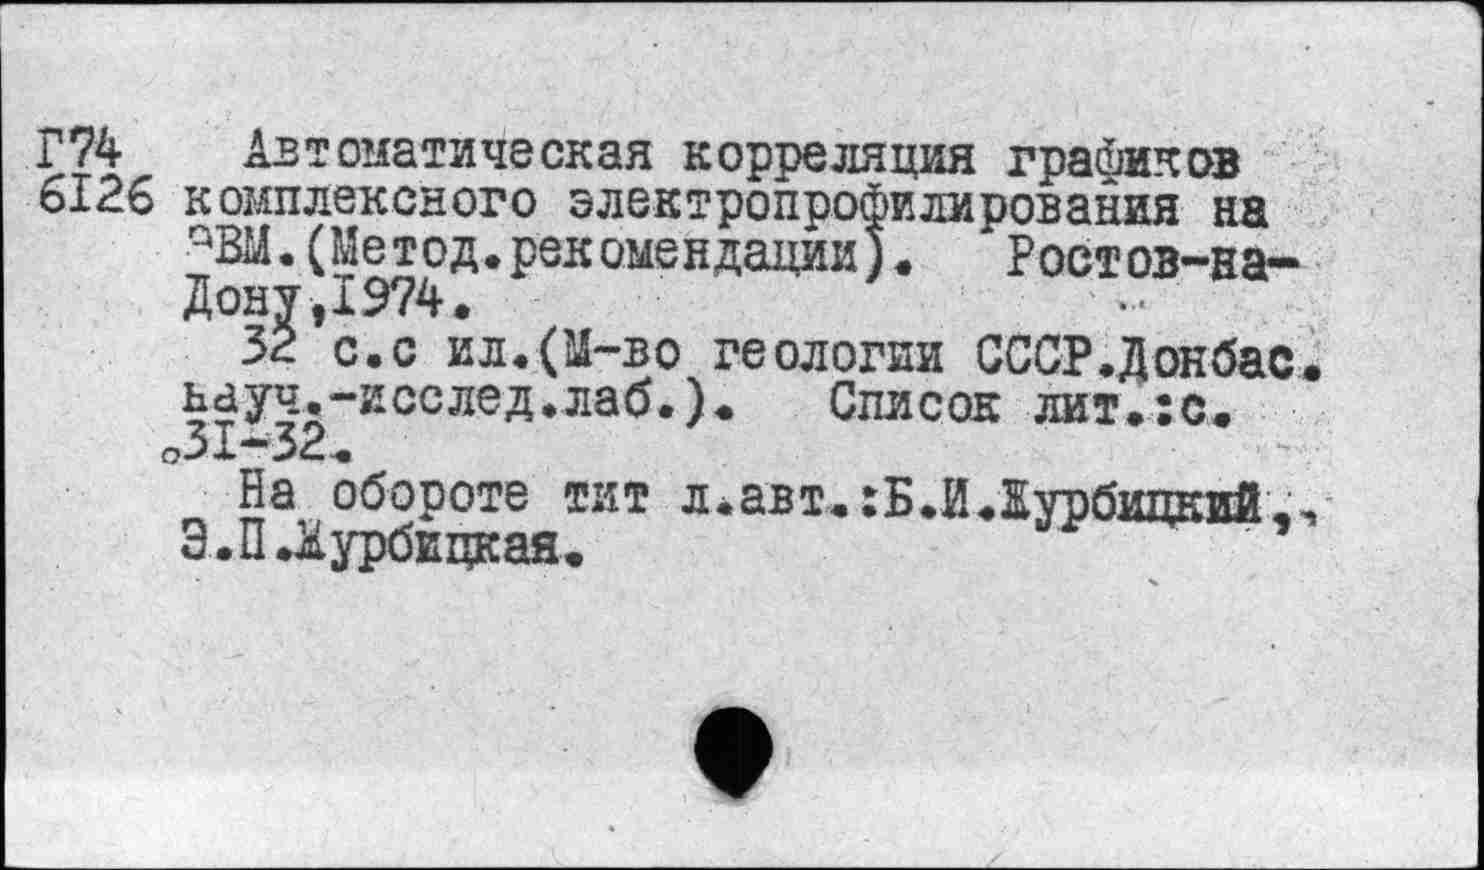 Г74 Автоматическая корреляция графиков
6126 комплексного электропрофилирования на
ЭВМ.(Метод.рекомендации). Ростов-на-
Дону,1974.
32 с.с ил.(М-во геологии СССР.Донбас.
науч.-исслед.лаб.). Список лит.:с.
31-32.
На обороте тит л.авт.:Б.И.Журбицкий,
Э.П.Журбицкая.